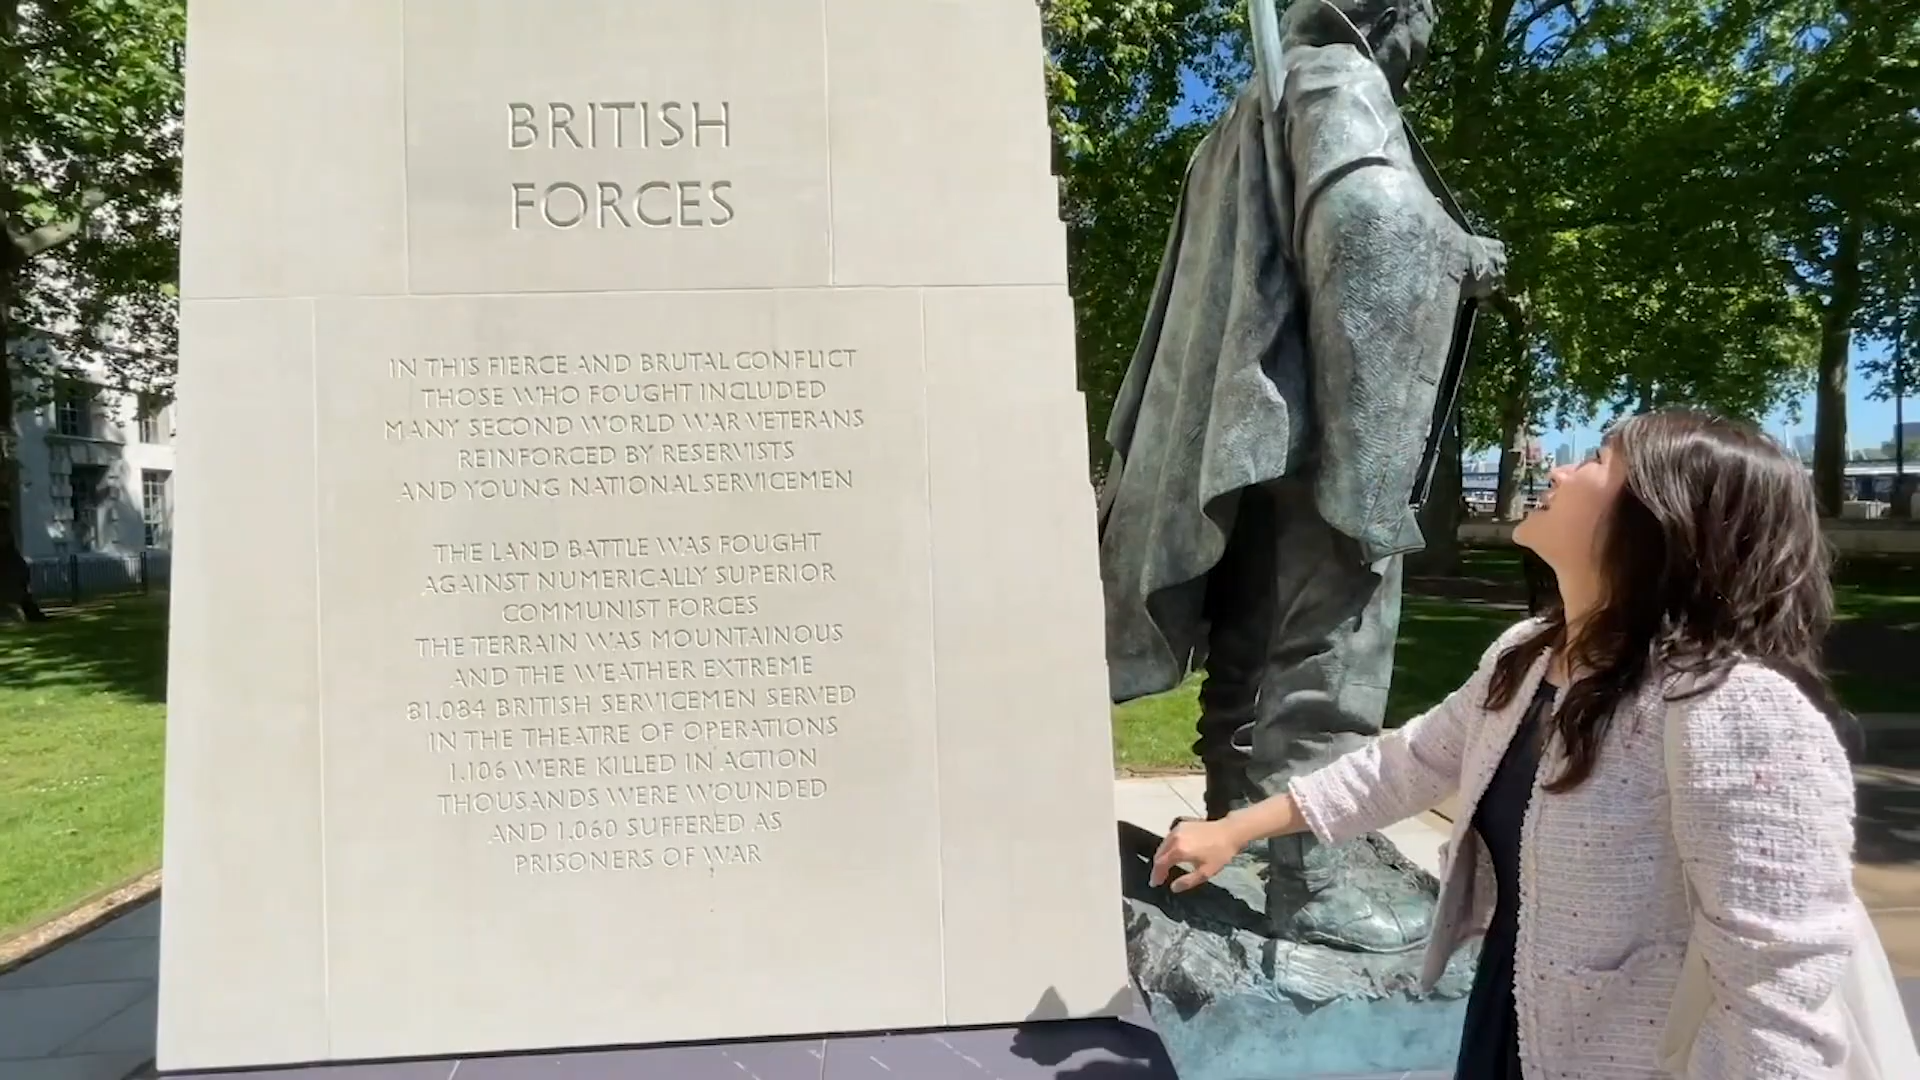 BRITISH
FORCES
IN THIS FIERCE AND BRUTAL CONFLICT
THOSE WHO FOUGHT INCLUDED
MANY SECOND WORLD WAR VETERANS
REINFORCED BY RESERVISTS
AND YOUNG NATIONAL SERVICEMEN
THE LAND BATTLE WAS FOUGHT
AGAINST NUMERICALLY SUPERIOR
COMMUNIST FORCES
THE TERRAIN WAS MOUNTAINOUS
AND THE WEATHER EXTREME
81,084 BRITISH SERVICEMEN SERVED
IN THE THEATRE OF OPERATIONS
1,106 WERE KILLED IN ACTION
THOUSANDS WERE WOUNDED
AND 1,060 SUFFERED AS
PRISONERS OF WAR